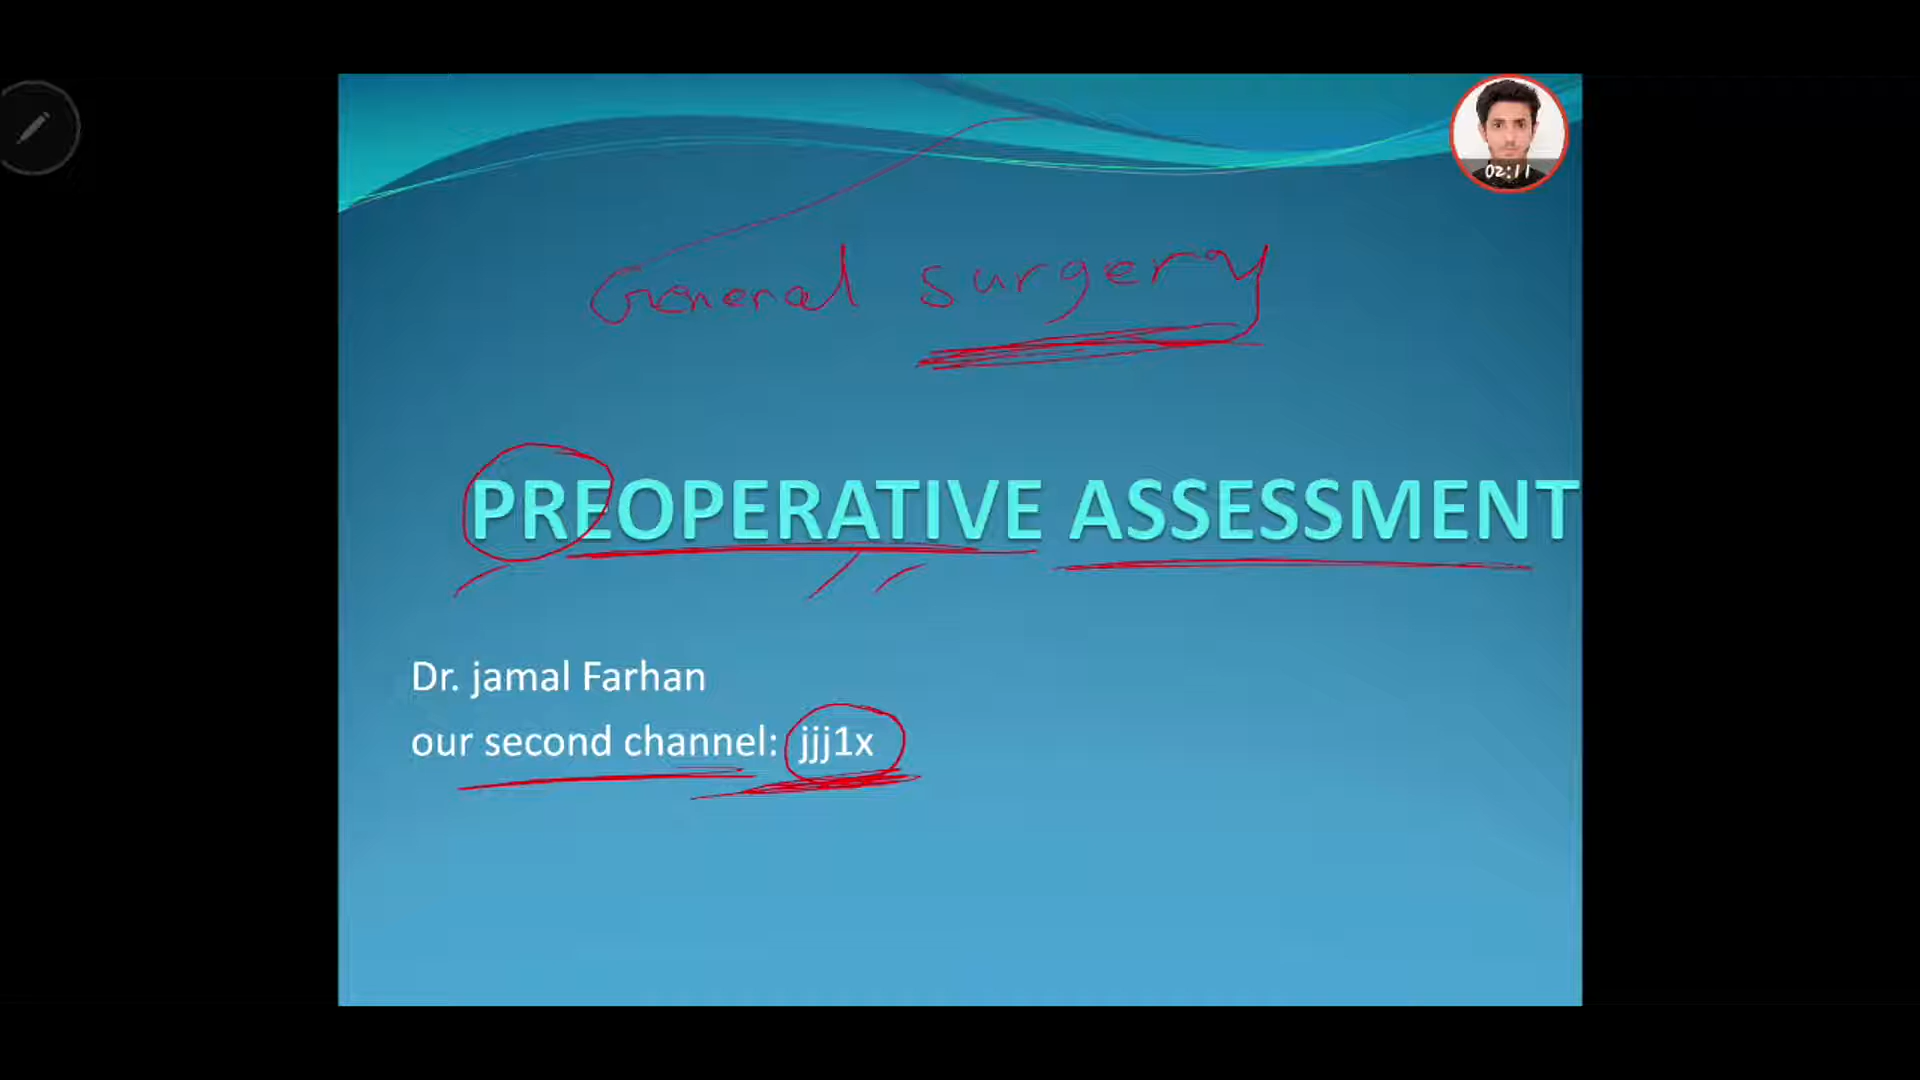 02:11
General surgery
PREOPERATIVE ASSESSMENT
Dr. jamal Farhan
our second channel: jjj1x